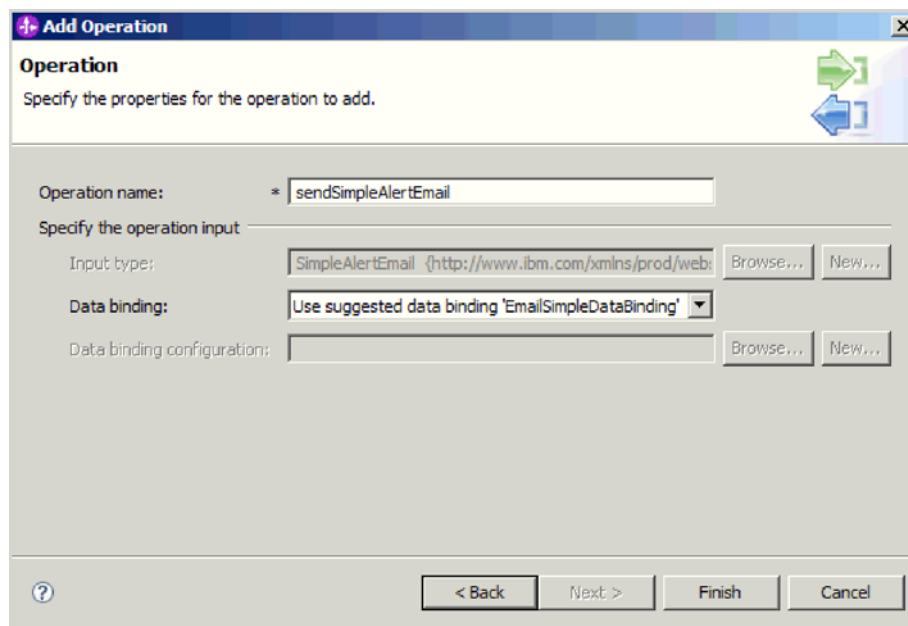 Add Operation
Operation
Specify the properties for the operation to add.
Operation name: * sendSimpleAlertEmail
Specify the operation input
Input type: SimpleAlertEmail {http://www.ibm.com/xmlns/prod/web: Browse... New...
Data binding: Use suggested data binding 'EmailSimpleDataBinding'
Data binding configuration: Browse... New...
? < Back Next > Finish Cancel